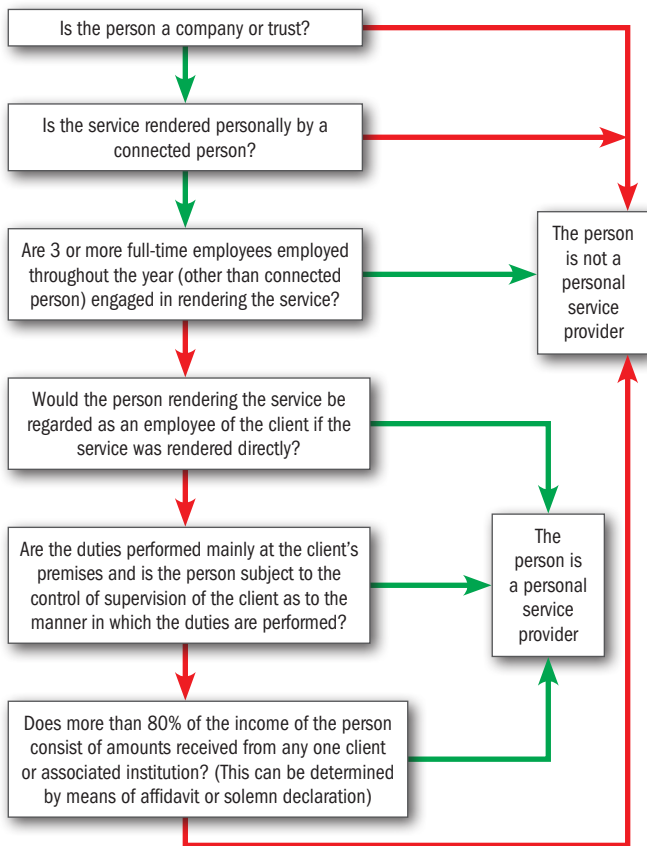 Is the person a company or trust?
Is the service rendered personally by a
connected person?
Are 3 or more full-time employees employed
throughout the year (other than connected
person) engaged in rendering the service?
The person
is not a
personal
service
provider
Would the person rendering the service be
regarded as an employee of the client if the
service was rendered directly?
Are the duties performed mainly at the client's
premises and is the person subject to the
control of supervision of the client as to the
manner in which the duties are performed?
The
person is
a personal
service
provider
Does more than 80% of the income of the person
consist of amounts received from any one client
or associated institution? (This can be determined
by means of affidavit or solemn declaration)